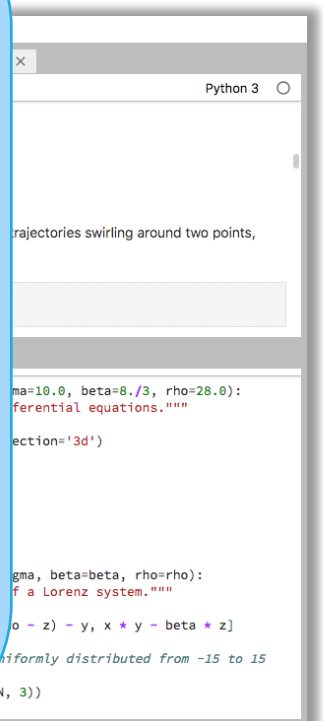 ×
Python 3
trajectories swirling around two points,
ma=10.0, beta=8./3, rho=28.0):
ferential equations."""
ection='3d')
gma, beta=beta, rho=rho):
f a Lorenz system."""
o - z) - y, x * y - beta * z]
niformly distributed from -15 to 15
N, 3))